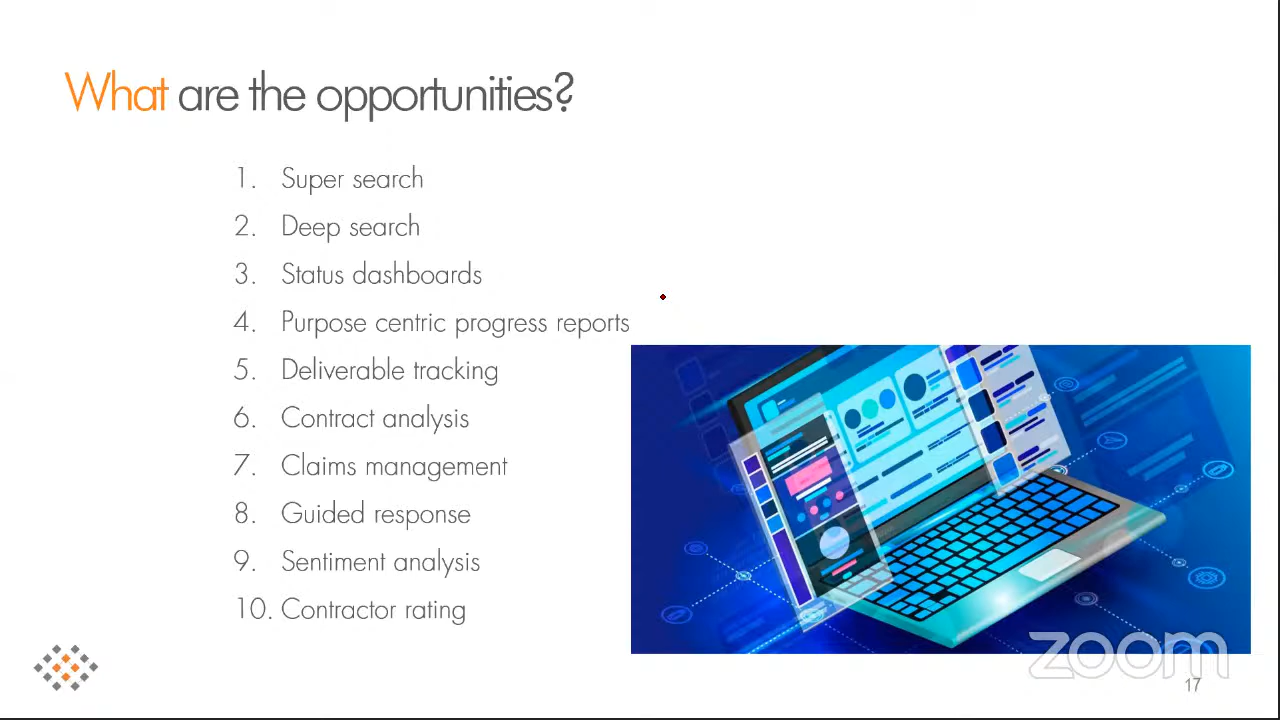 What are the opportunities?
1. Super search
2. Deep search
3. Status dashboards
4. Purpose centric progress reports
5. Deliverable tracking
6. Contract analysis
7. Claims management
8. Guided response
9. Sentiment analysis
10. Contractor rating
zoom
17